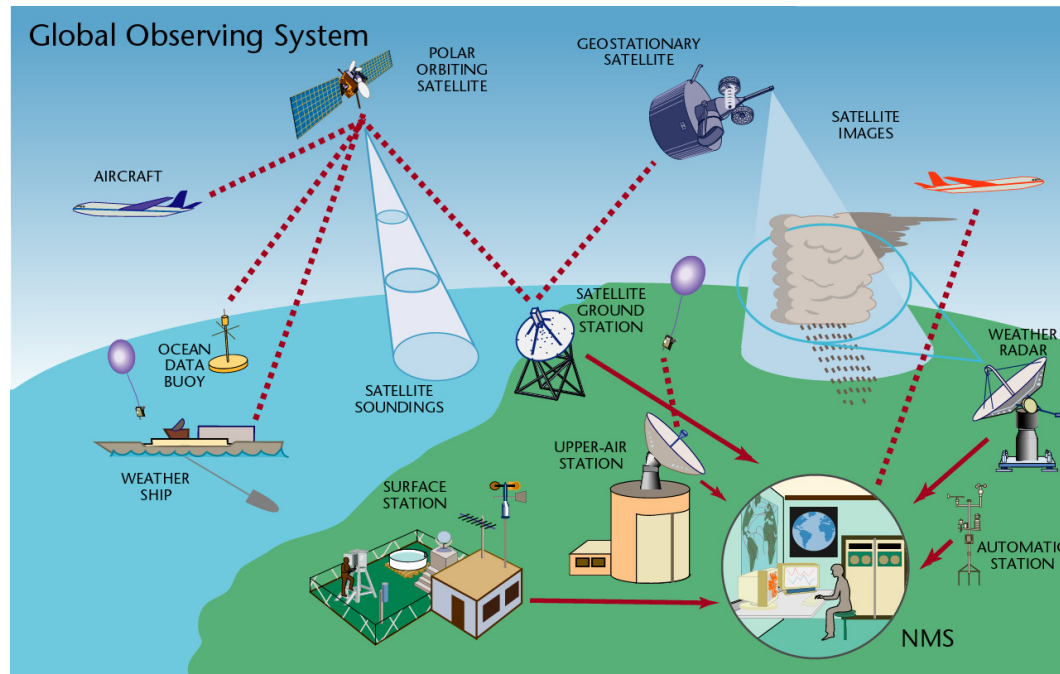 Global Observing System
POLAR
ORBITING
SATELLITE
GEOSTATIONARY
SATELLITE
SATELLITE
IMAGES
AIRCRAFT
SATELLITE
GROUND
STATION
WEATHER
RADAR
OCEAN
DATA
BUOY
SATELLITE
SOUNDINGS
UPPER-AIR
STATION
WEATHER
SHIP
SURFACE
STATION
AUTOMATIC
STATION
NMS